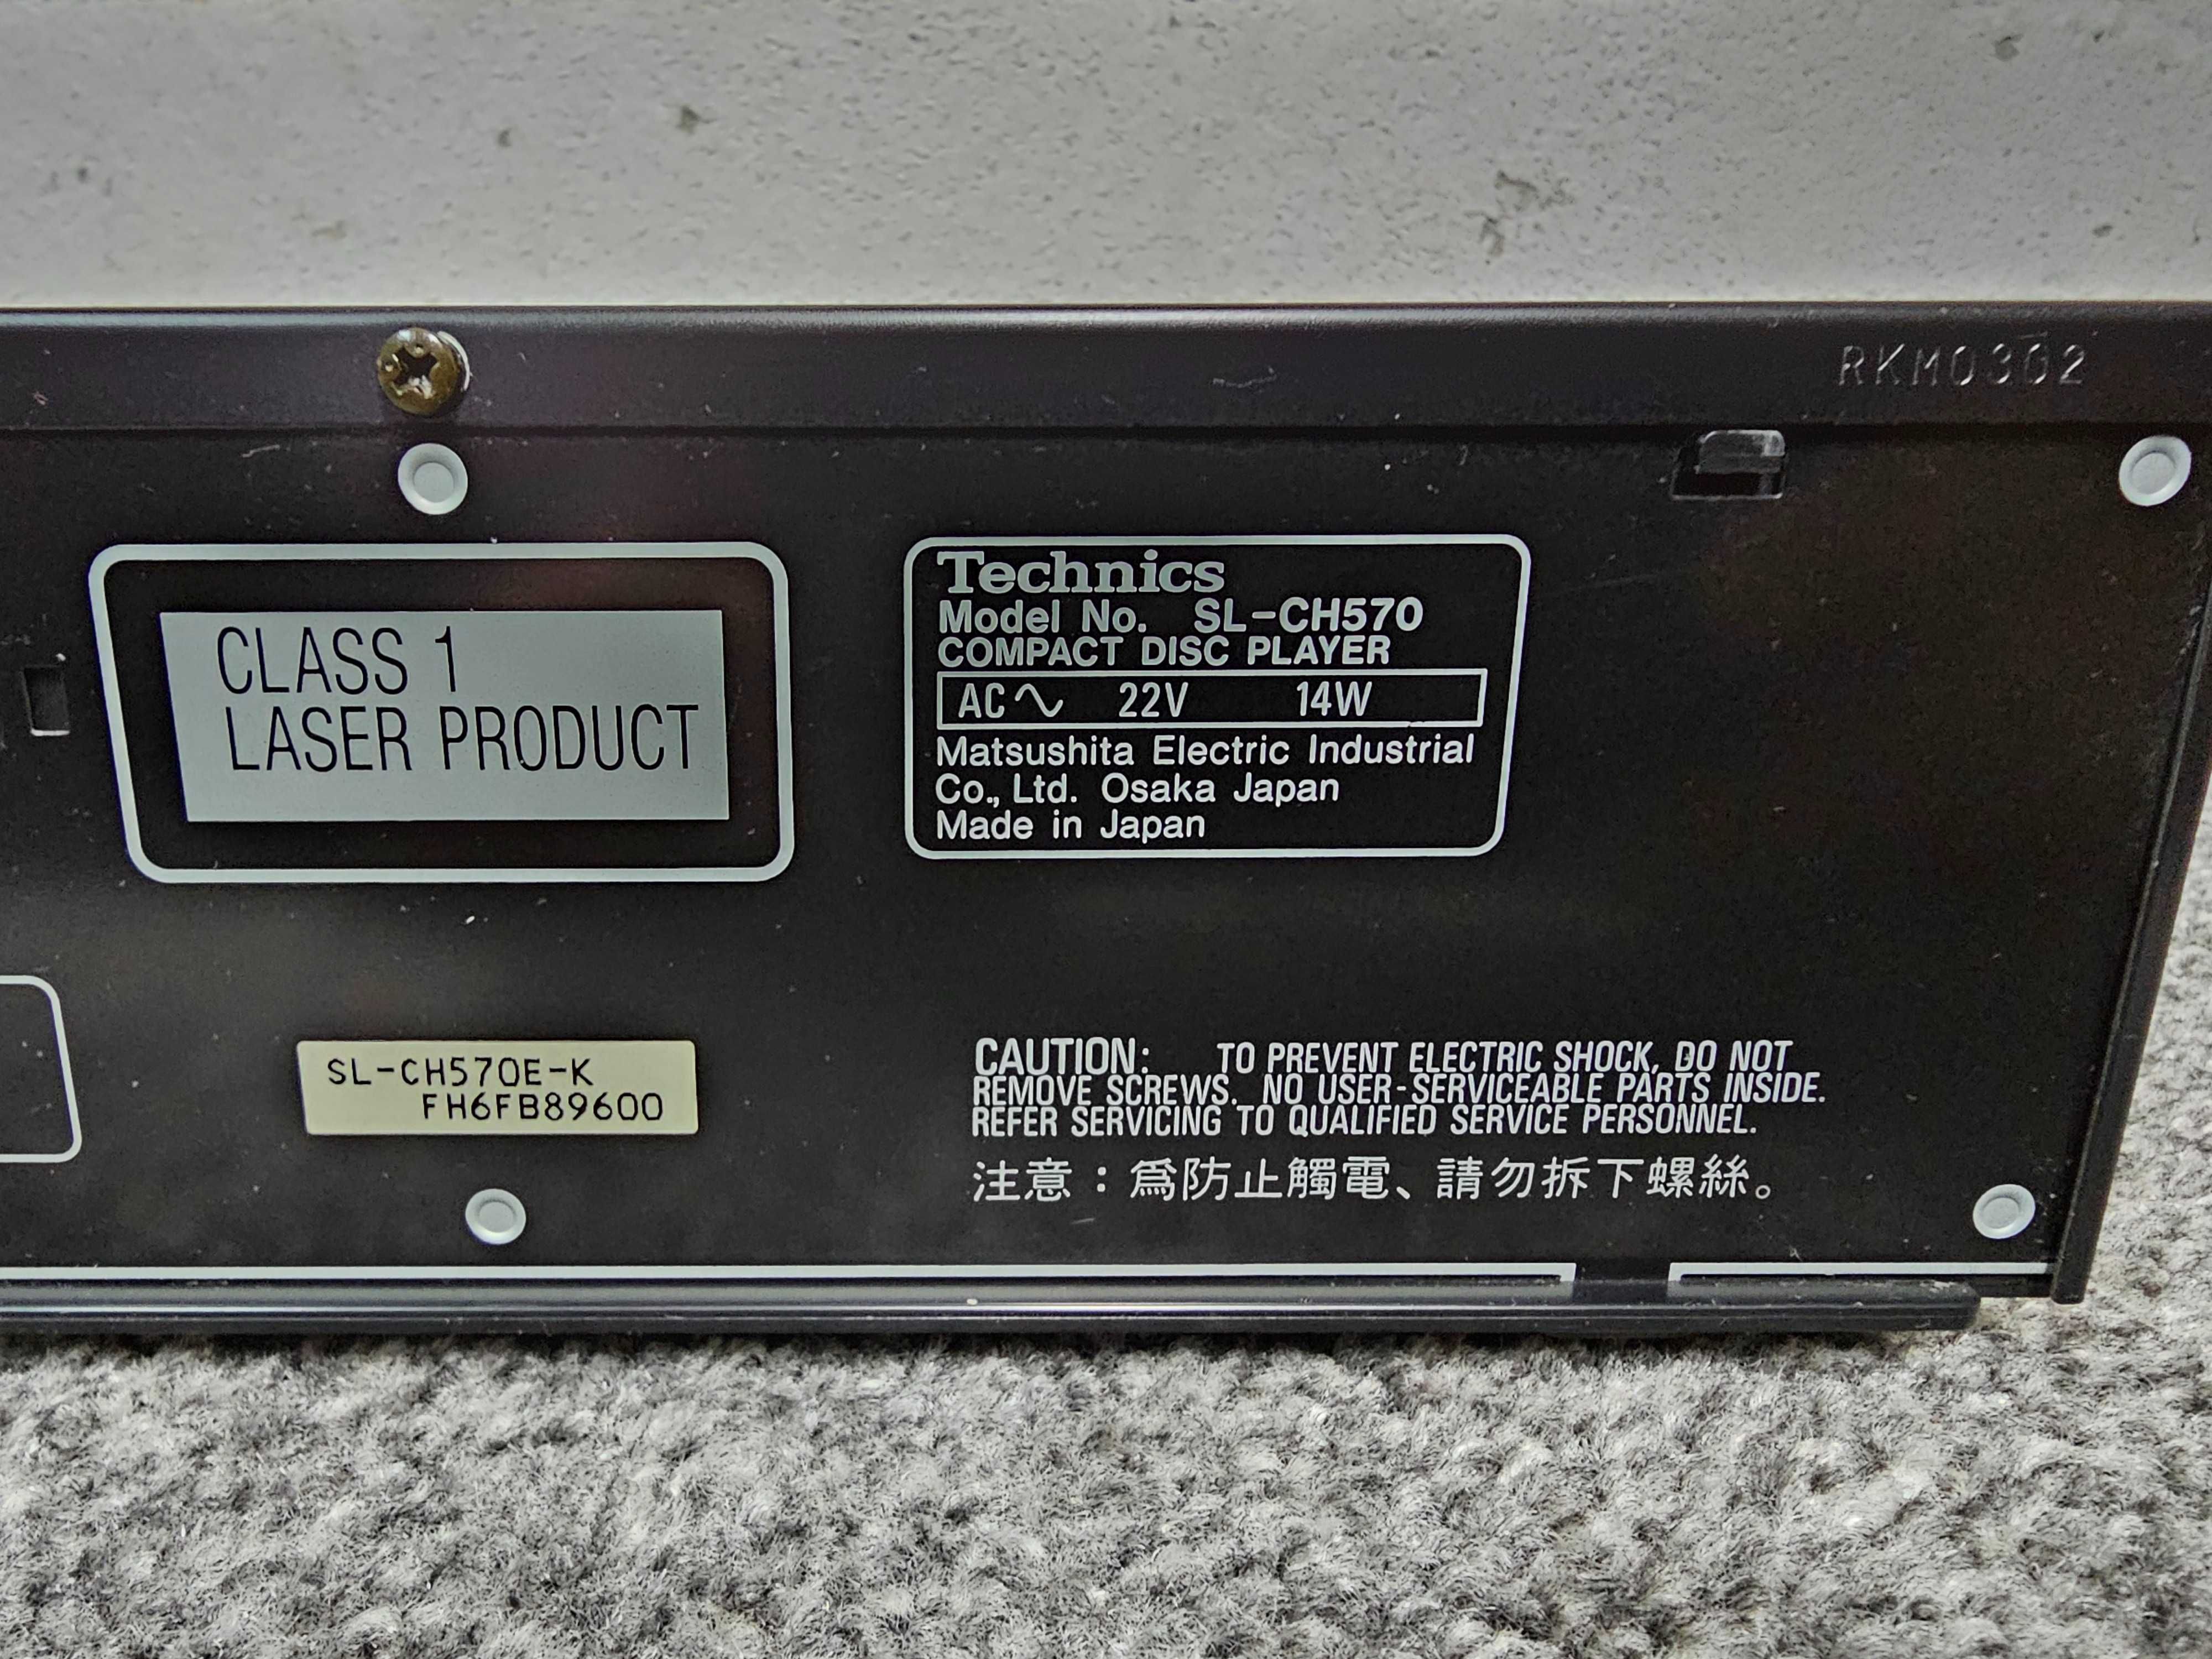 RKM0302
CLASS 1
LASER PRODUCT
Technics
Model No. SL-CH570
COMPACT DISC PLAYER
AC 22V 14W
Matsushita Electric Industrial
Co., Ltd. Osaka Japan
Made in Japan
SL-CH570E-K
FH6FB89600
CAUTION: TO PREVENT ELECTRIC SHOCK, DO NOT
REMOVE SCREWS. NO USER-SERVICEABLE PARTS INSIDE.
REFER SERVICING TO QUALIFIED SERVICE PERSONNEL.
注意：為防止觸電、請勿拆下螺絲。